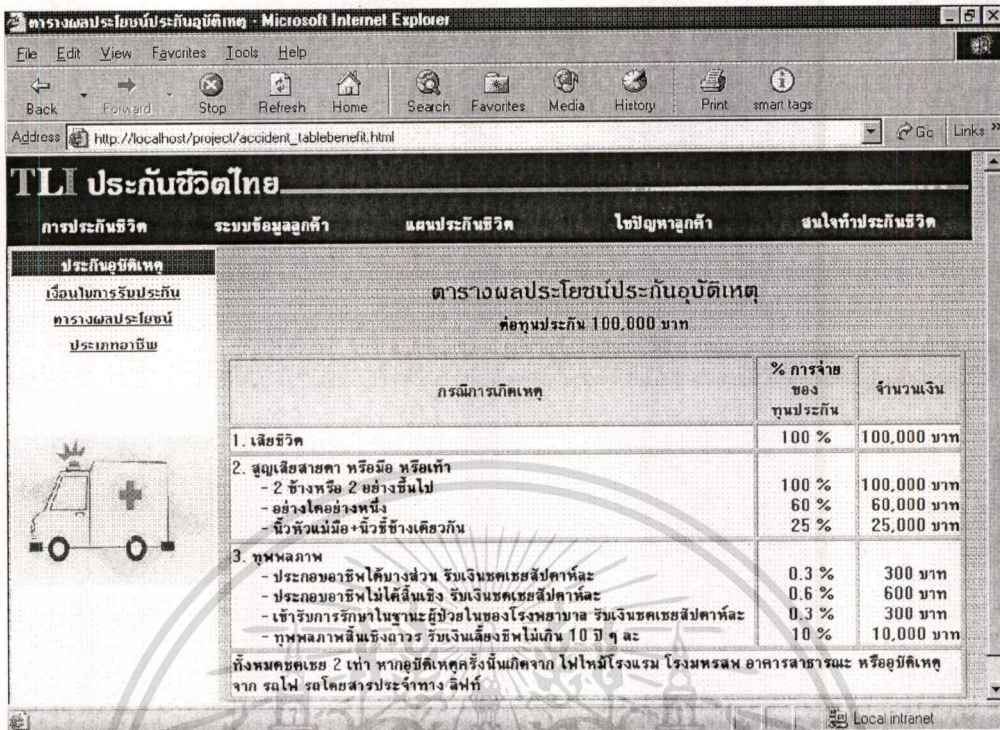 ตารางผลประโยชน์ประกันอุบัติเหตุ - Microsoft Internet Explorer
File Edit View Favorites Tools Help
Back Forward Stop Refresh Home Search Favorites Media History Print smart tags
Address http://localhost/project/accident_tablebenefit.html Go Links »
TLI ประกันชีวิตไทย
การประกันชีวิต ระบบข้อมูลลูกค้า แผนประกันชีวิต ไขปัญหาลูกค้า สนใจทำประกันชีวิต
ประกันอุบัติเหตุ
เงื่อนไขการรับประกัน
ตารางผลประโยชน์
ประเภทอาชีพ
ตารางผลประโยชน์ประกันอุบัติเหตุ
ต่อทุนประกัน 100,000 บาท
กรณีการเกิดเหตุ % การจ่ายของทุนประกัน จำนวนเงิน
1. เสียชีวิต 100 % 100,000 บาท
2. สูญเสียสายตา หรือมือ หรือเท้า
- 2 ข้างหรือ 2 อย่างขึ้นไป 100 % 100,000 บาท
- อย่างใดอย่างหนึ่ง 60 % 60,000 บาท
- นิ้วหัวแม่มือ+นิ้วชี้ข้างเดียวกัน 25 % 25,000 บาท
3. ทุพพลภาพ
- ประกอบอาชีพได้บางส่วน รับเงินชดเชยสัปดาห์ละ 0.3 % 300 บาท
- ประกอบอาชีพไม่ได้สิ้นเชิง รับเงินชดเชยสัปดาห์ละ 0.6 % 600 บาท
- เข้ารับการรักษาในฐานะผู้ป่วยในของโรงพยาบาล รับเงินชดเชยสัปดาห์ละ 0.3 % 300 บาท
- ทุพพลภาพสิ้นเชิงถาวร รับเงินเลี้ยงชีพไม่เกิน 10 ปี ๆ ละ 10 % 10,000 บาท
ทั้งหมดชดเชย 2 เท่า หากอุบัติเหตุครั้งนั้นเกิดจาก ไฟไหม้โรงแรม โรงมหรสพ อาคารสาธารณะ หรืออุบัติเหตุ
จาก รถไฟ รถโดยสารประจำทาง ลิฟท์
Local intranet